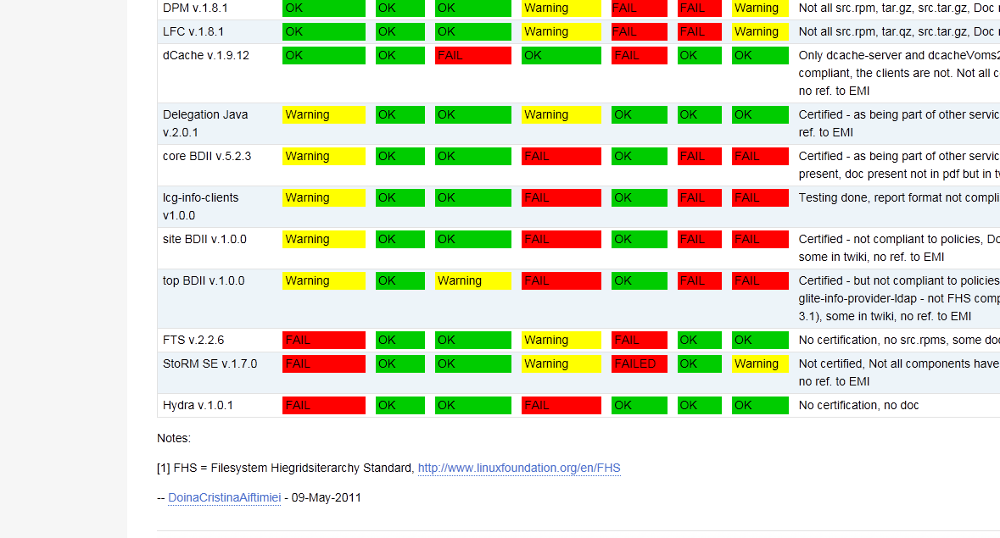 DPM v.1.8.1 OK OK OK Warning FAIL FAIL Warning Not all src.rpm, tar.gz, src.tar.gz, Doc
LFC v.1.8.1 OK OK OK Warning FAIL FAIL Warning Not all src.rpm, tar.gz, src.tar.gz, Doc
dCache v.1.9.12 OK OK FAIL OK FAIL OK OK Only dcache-server and dcacheVoms2
compliant, the clients are not. Not all
no ref. to EMI
Delegation Java Warning OK OK Warning OK OK OK Certified - as being part of other servic
v.2.0.1 ref. to EMI
core BDII v.5.2.3 Warning OK OK FAIL OK FAIL FAIL Certified - as being part of other servic
present, doc present not in pdf but in tw
lcg-info-clients Warning OK OK FAIL OK FAIL FAIL Testing done, report format not compli
v1.0.0
site BDII v.1.0.0 Warning OK OK FAIL OK FAIL FAIL Certified - not compliant to policies, Do
some in twiki, no ref. to EMI
top BDII v.1.0.0 Warning OK Warning FAIL OK FAIL FAIL Certified - but not compliant to policies
glite-info-provider-ldap - not FHS comp
3.1), some in twiki, no ref. to EMI
FTS v.2.2.6 FAIL OK OK Warning FAIL OK OK No certification, no src.rpms, some doc
StoRM SE v.1.7.0 FAIL OK OK Warning FAILED OK Warning Not certified, Not all components have
no ref. to EMI
Hydra v.1.0.1 FAIL OK OK FAIL OK OK OK No certification, no doc
Notes:
[1] FHS = Filesystem Hiegridsiterarchy Standard, http://www.linuxfoundation.org/en/FHS
-- DoinaCristinaAiftimiei - 09-May-2011